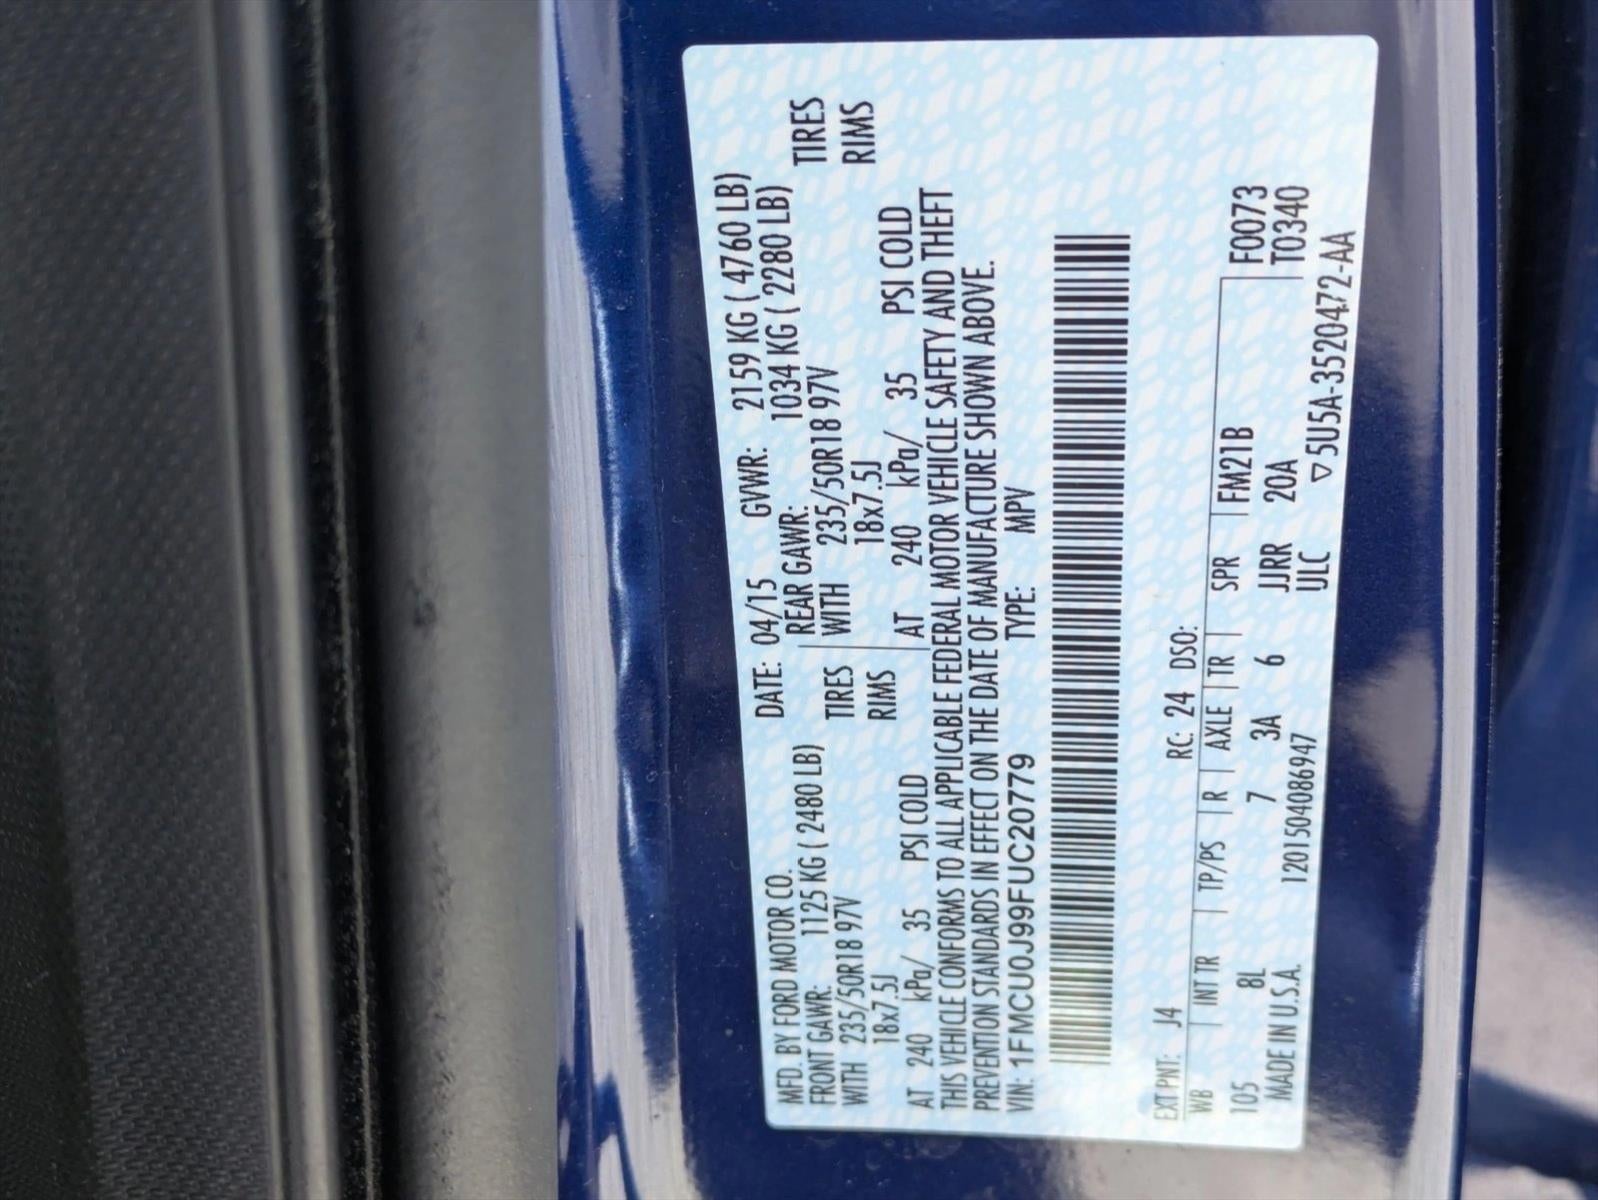 MFD. BY FORD MOTOR CO.
DATE: 04/15 GVWR: 2159 KG ( 4760 LB)
FRONT GAWR: 1125 KG ( 2480 LB) REAR GAWR: 1034 KG ( 2280 LB)
WITH 235/50R18 97V TIRES WITH 235/50R18 97V TIRES
18x7.5J RIMS 18x7.5J RIMS
AT 240 kPa/ 35 PSI COLD AT 240 kPa/ 35 PSI COLD
THIS VEHICLE CONFORMS TO ALL APPLICABLE FEDERAL MOTOR VEHICLE SAFETY AND THEFT
PREVENTION STANDARDS IN EFFECT ON THE DATE OF MANUFACTURE SHOWN ABOVE.
VIN: 1FMCU0J99FUC20779 TYPE: MPV
EXT PNT: J4 RC: 24 DSO:
WB | INT TR | TP/PS | R | AXLE | TR | SPR | FM21B F0073
105 8L 7 3A 6 JJRR 20A T0340
MADE IN U.S.A. 120150408694​7 ULC ▽5U5A-3520472-AA